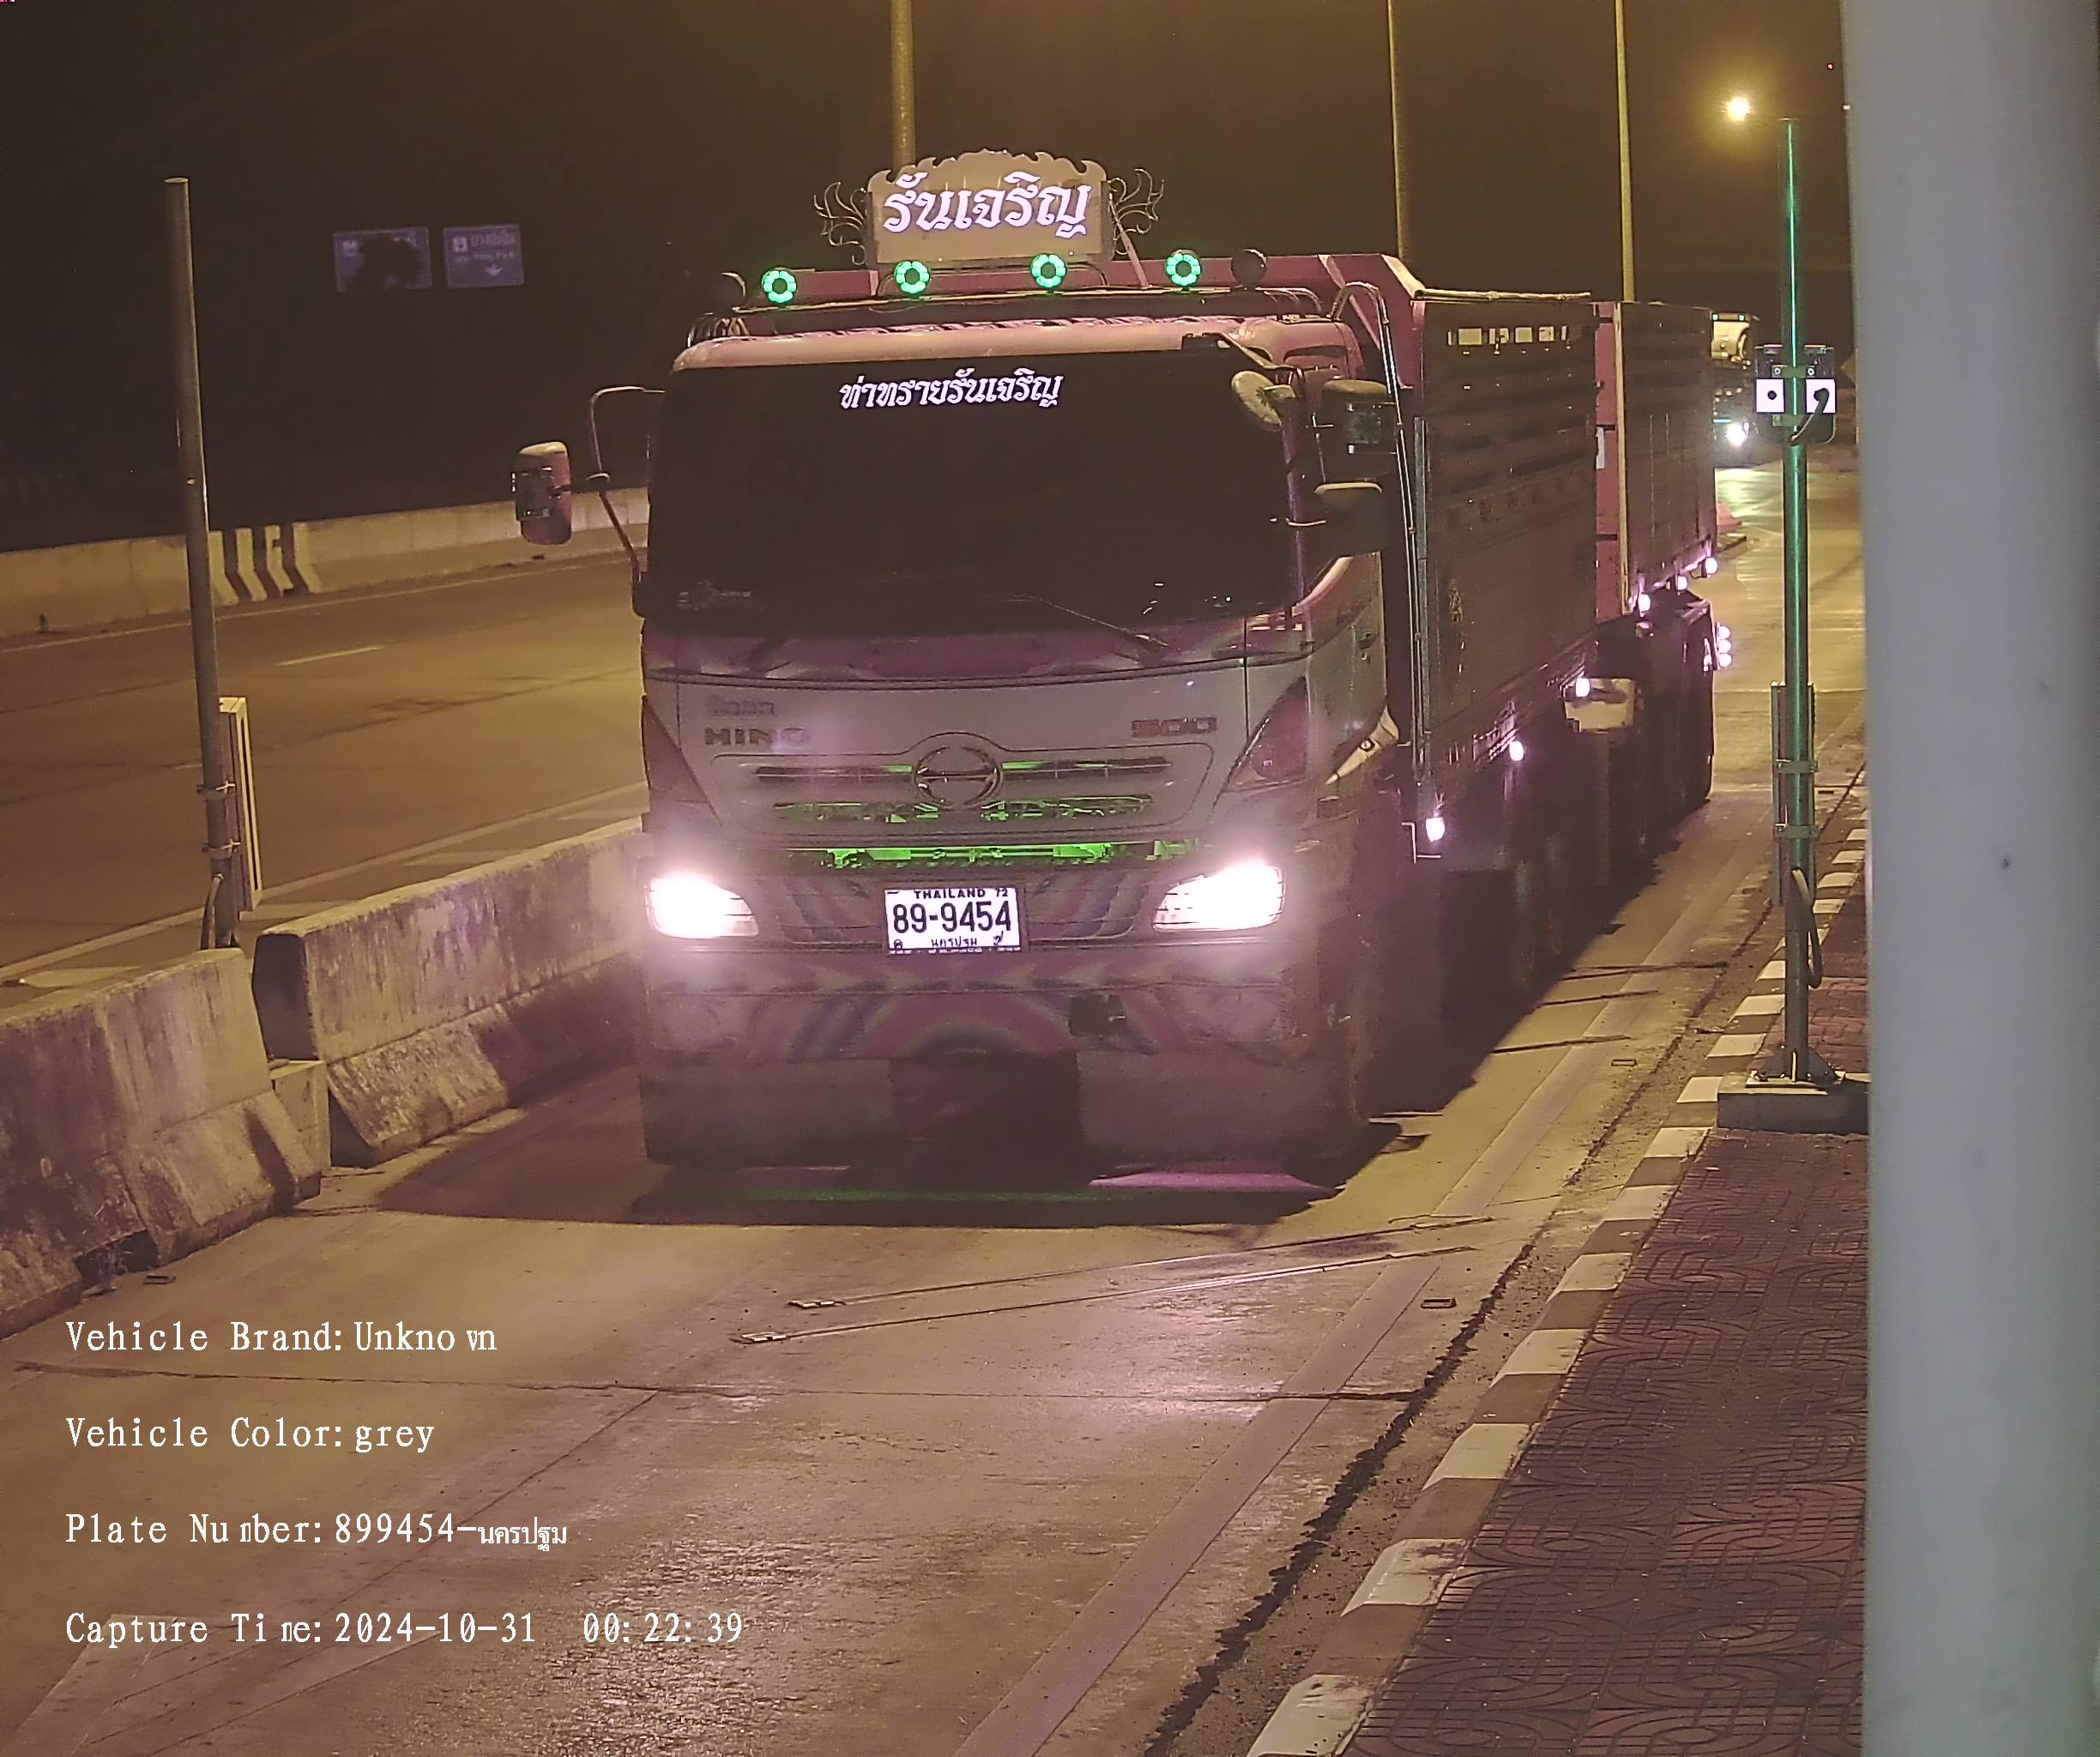 รันเจริญ
ท่าทรายรันเจริญ
HINO
500
THAILAND 72
89-9454
นครปฐม
Vehicle Brand:Unknown
Vehicle Color:grey
Plate Number:899454-นครปฐม
Capture Time:2024-10-31 00:22:39